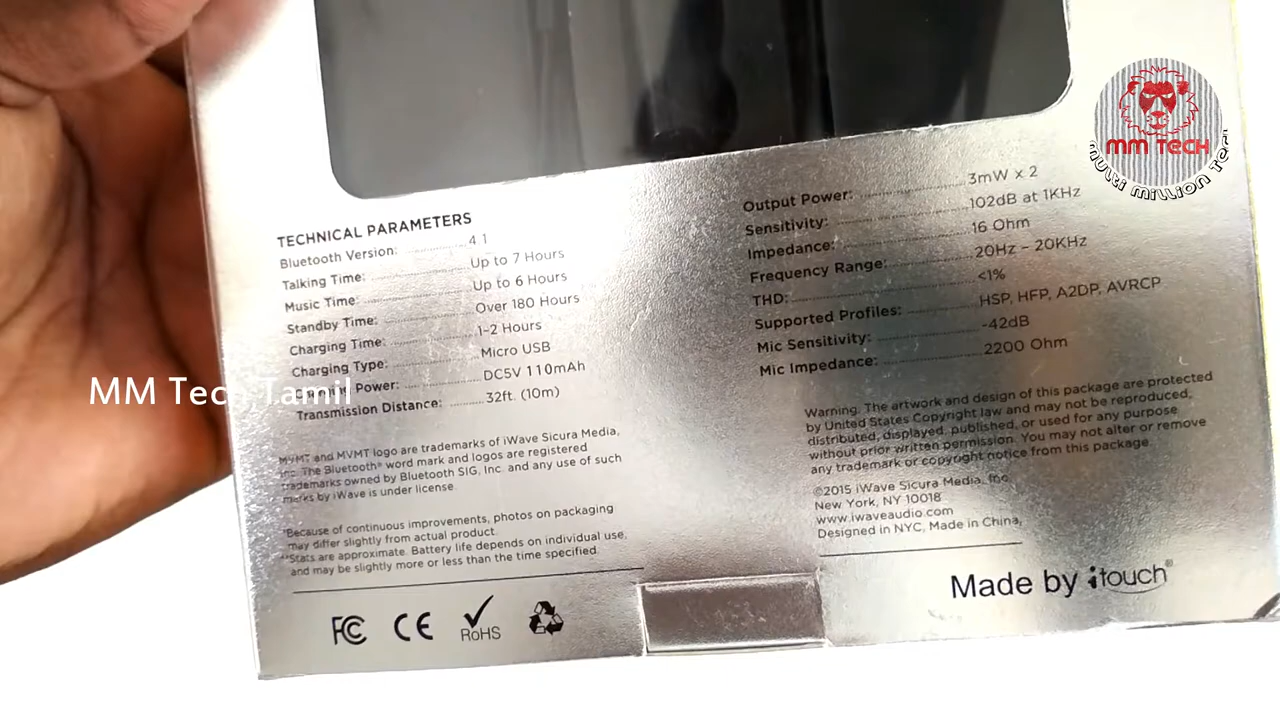 TECHNICAL PARAMETERS
Bluetooth Version: 4.1
Talking Time: Up to 7 Hours
Music Time: Up to 6 Hours
Standby Time: Over 180 Hours
Charging Time: 1-2 Hours
Charging Type: Micro USB
Power: DC5V 110mAh
Transmission Distance: 32ft. (10m)
MVMT and MVMT logo are trademarks of iWave Sicura Media,
Inc. The Bluetooth® word mark and logos are registered
trademarks owned by Bluetooth SIG, Inc. and any use of such
marks by iWave is under license.
*Because of continuous improvements, photos on packaging
may differ slightly from actual product.
**Stats are approximate. Battery life depends on individual use,
and may be slightly more or less than the time specified.
FC CE RoHS
Output Power: 3mW x 2
Sensitivity: 102dB at 1KHz
Impedance: 16 Ohm
Frequency Range: 20Hz – 20KHz
THD: <1%
Supported Profiles: HSP, HFP, A2DP, AVRCP
Mic Sensitivity: -42dB
Mic Impedance: 2200 Ohm
Warning. The artwork and design of this package are protected
by United States Copyright law and may not be reproduced,
distributed, displayed, published, or used for any purpose
without prior written permission. You may not alter or remove
any trademark or copyright notice from this package.
©2015 iWave Sicura Media, Inc
New York, NY 10018
www.iwaveaudio.com
Designed in NYC, Made in China,
Made by itouch®
MM Tech Tamil
MM TECH
MULTI MILLION TECH